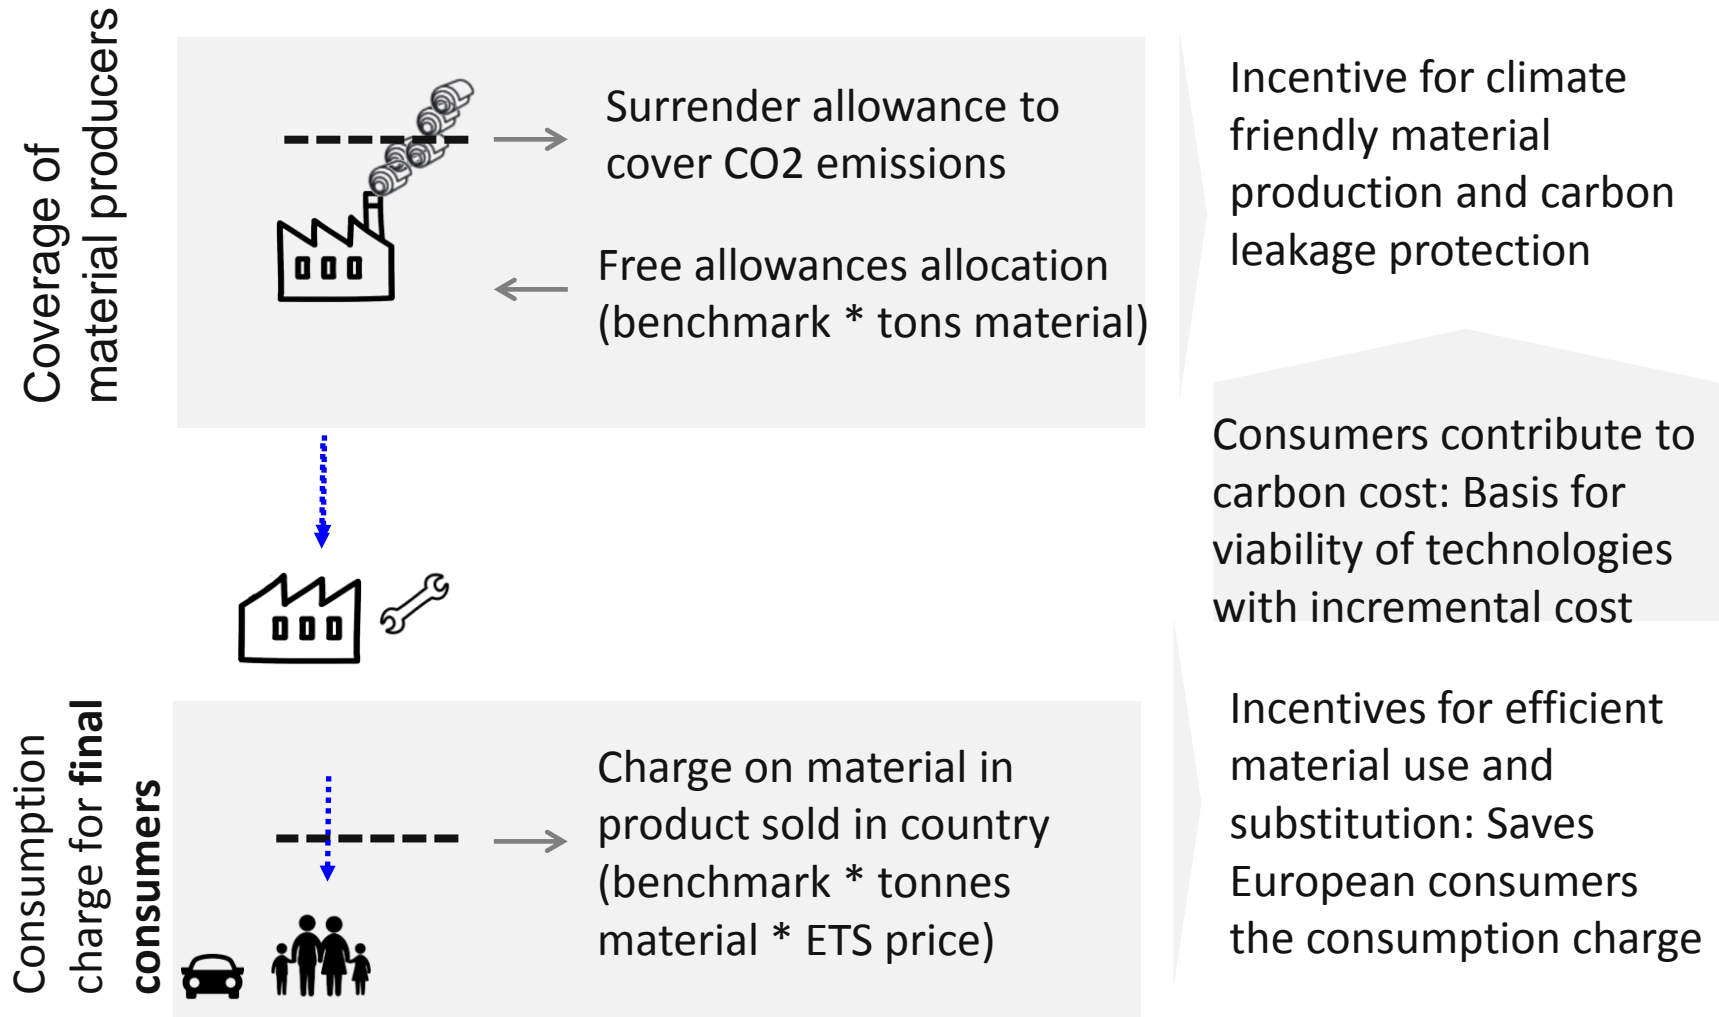 Coverage of
material producers
Surrender allowance to
cover CO2 emissions
Free allowances allocation
(benchmark * tons material)
Incentive for climate
friendly material
production and carbon
leakage protection
Consumers contribute to
carbon cost: Basis for
viability of technologies
with incremental cost
Consumption
charge for final
consumers
Charge on material in
product sold in country
(benchmark * tonnes
material * ETS price)
Incentives for efficient
material use and
substitution: Saves
European consumers
the consumption charge